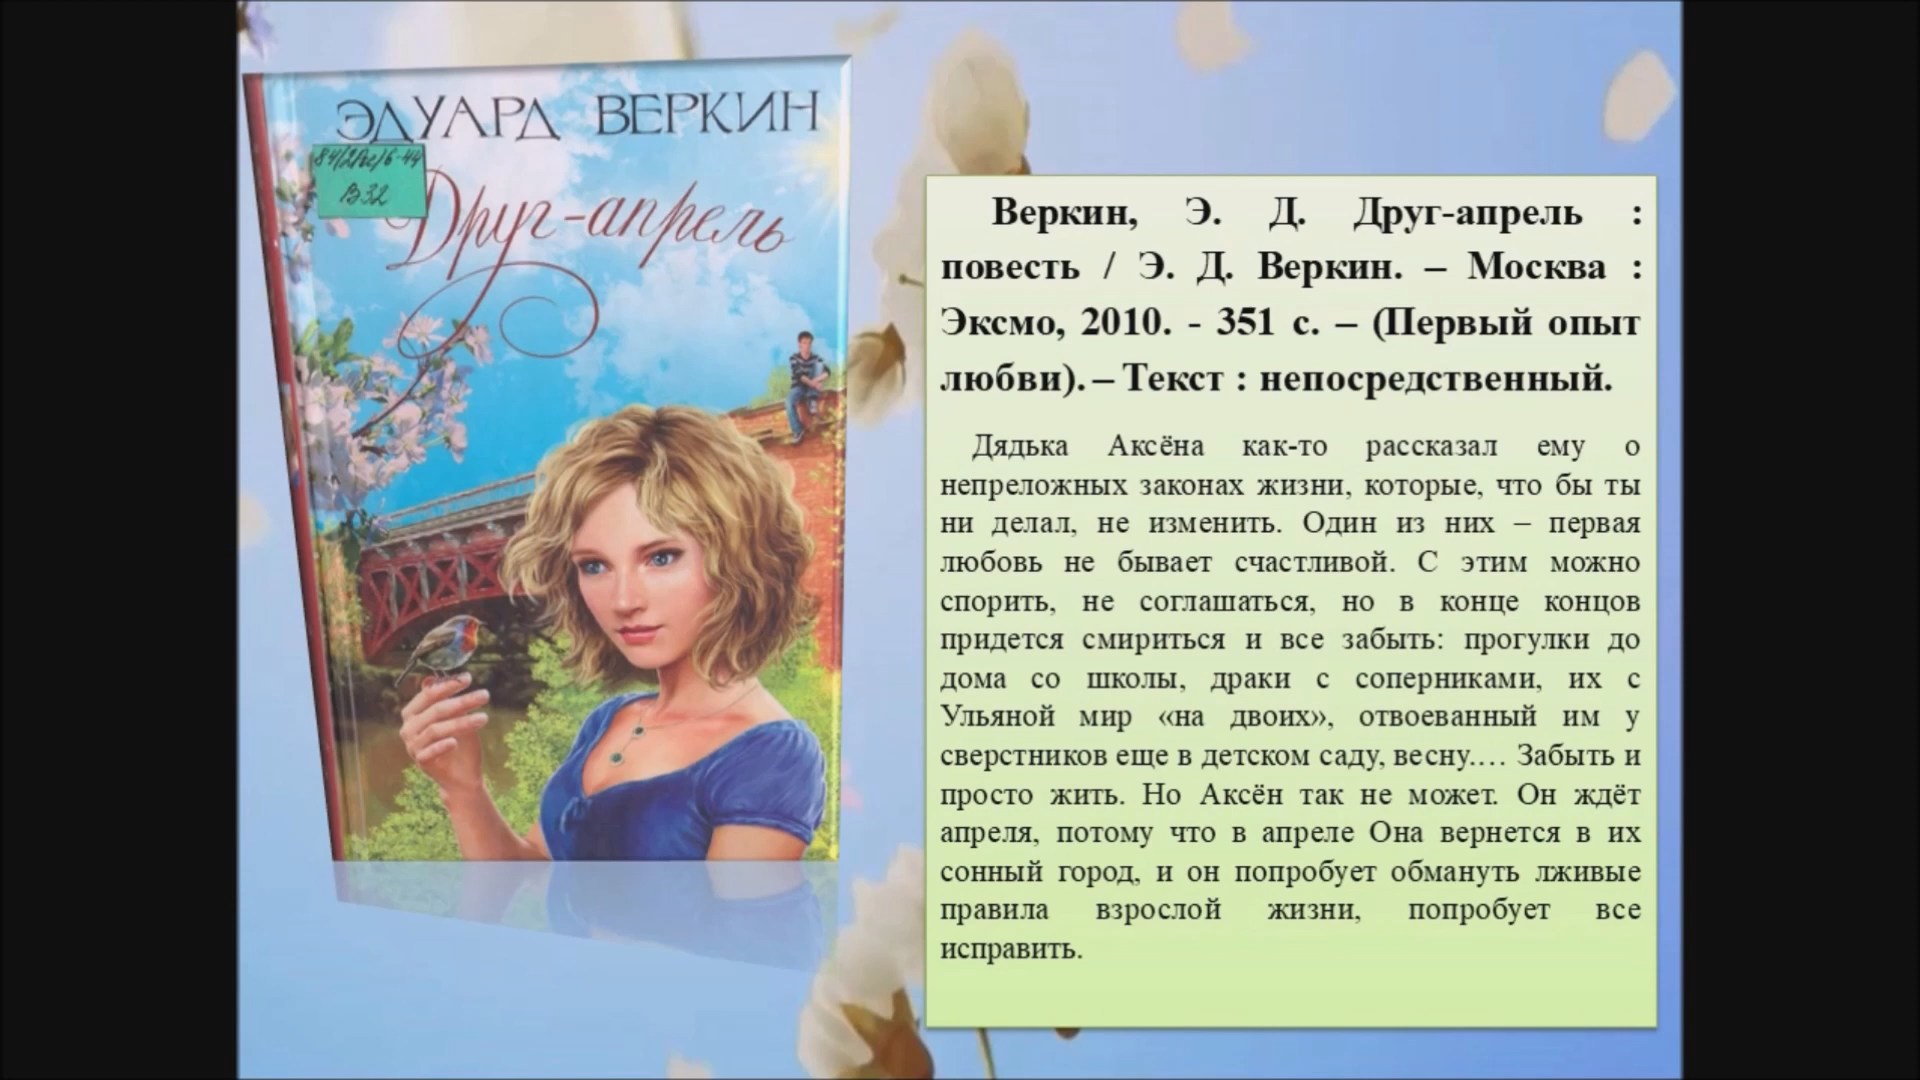 ЭДУАРД ВЕРКИН
84(2Рос)6-44
В32
Друг-апрель
Веркин, Э. Д. Друг-апрель :
повесть / Э. Д. Веркин. – Москва :
Эксмо, 2010. - 351 с. – (Первый опыт
любви). – Текст : непосредственный.
Дядька Аксёна как-то рассказал ему о
непреложных законах жизни, которые, что бы ты
ни делал, не изменить. Один из них – первая
любовь не бывает счастливой. С этим можно
спорить, не соглашаться, но в конце концов
придется смириться и все забыть: прогулки до
дома со школы, драки с соперниками, их с
Ульяной мир «на двоих», отвоеванный им у
сверстников еще в детском саду, весну.… Забыть и
просто жить. Но Аксён так не может. Он ждёт
апреля, потому что в апреле Она вернется в их
сонный город, и он попробует обмануть лживые
правила взрослой жизни, попробует все
исправить.